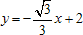 y = −√3/3 x + 2